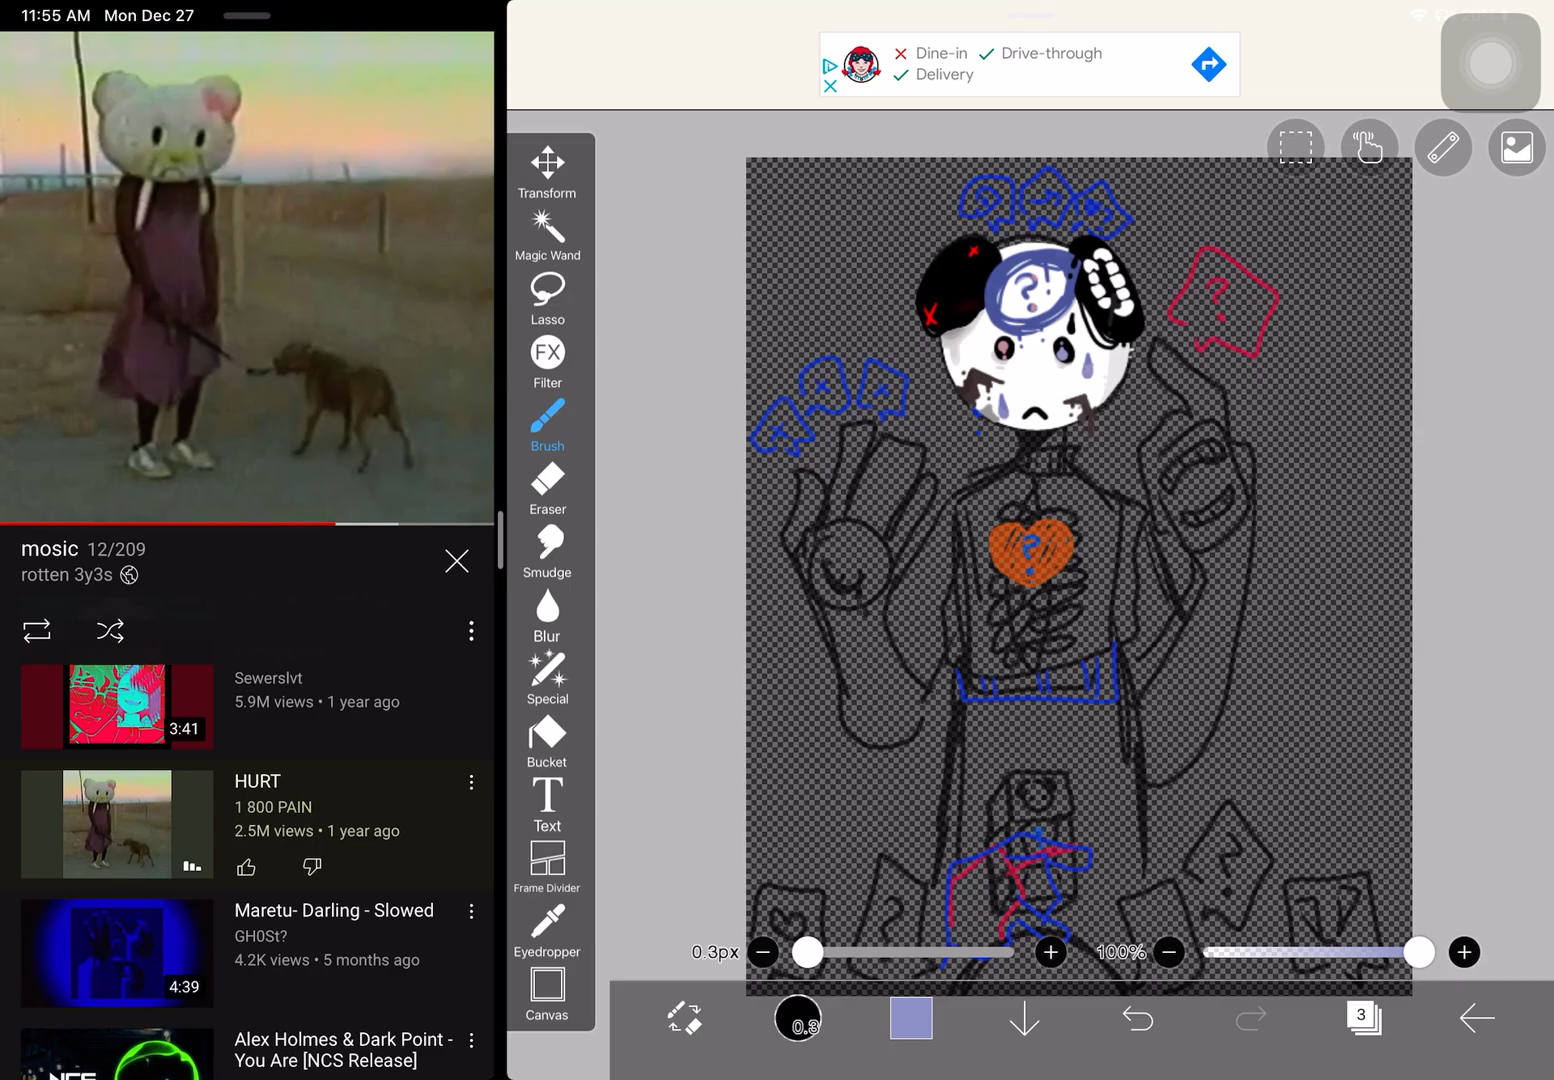 11:55 AM Mon Dec 27
mosic 12/209
rotten 3y3s
Sewerslvt
5.9M views • 1 year ago
3:41
HURT
1 800 PAIN
2.5M views • 1 year ago
Maretu- Darling - Slowed
GH0St?
4.2K views • 5 months ago
4:39
Alex Holmes & Dark Point -
You Are [NCS Release]
NCS
Dine-in Drive-through
Delivery
Transform
Magic Wand
Lasso
FX
Filter
Brush
Eraser
Smudge
Blur
Special
Bucket
T
Text
Frame Divider
Eyedropper
Canvas
?
?
?
0.3px
100%
0.3
3